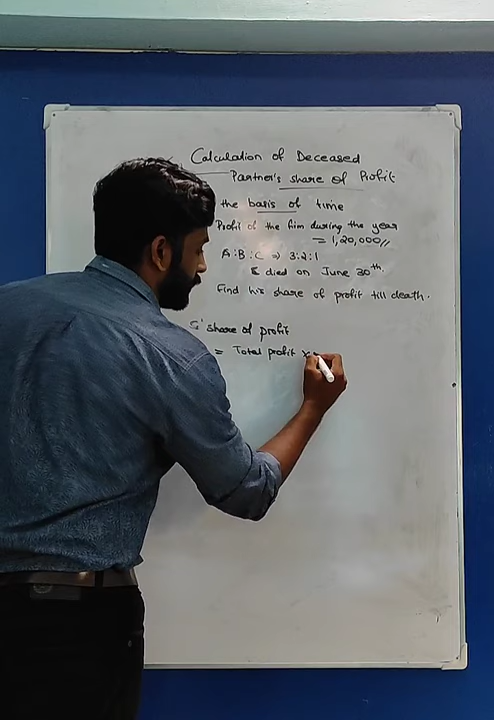 Calculation of Deceased
Partner's share of Profit
the basis of time
Profit of the firm during the year
= 1,20,000//
A:B:C ⇒ 3:2:1
died on June 30th.
Find his share of profit till death.
share of profit
= Total profit ×